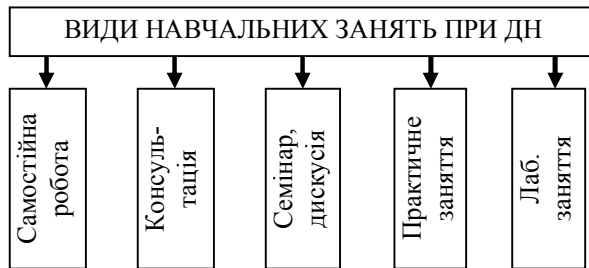 ВИДИ НАВЧАЛЬНИХ ЗАНЯТЬ ПРИ ДН
Самостійна
робота
Консуль-
тація
Семінар,
дискусія
Практичне
заняття
Лаб.
заняття